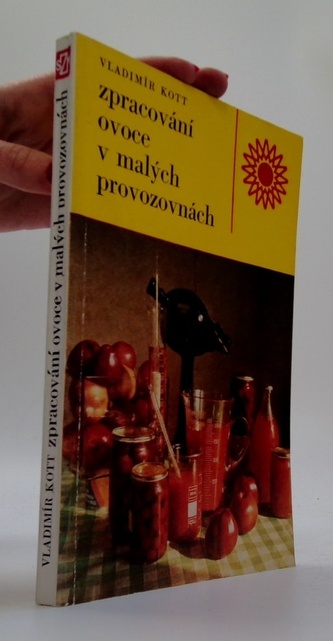 VLADIMÍR KOTT
zpracování
ovoce
v malých
provozovnách
VLADIMÍR KOTT zpracování ovoce v malých provozovnách